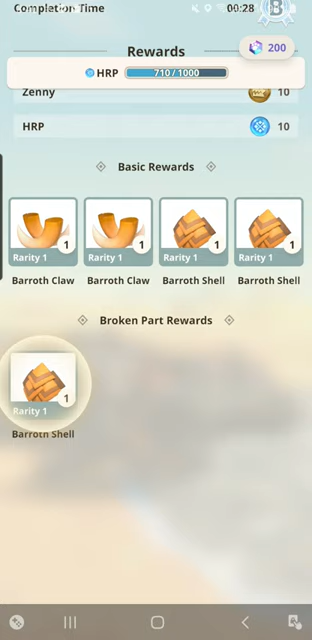 Completion Time 00:28
B
Rewards
200
HRP 710 / 1000
Zenny 10
HRP 10
Basic Rewards
Rarity 1 1
Rarity 1 1
Rarity 1 1
Rarity 1 1
Barroth Claw Barroth Claw Barroth Shell Barroth Shell
Broken Part Rewards
Rarity 1 1
Barroth Shell